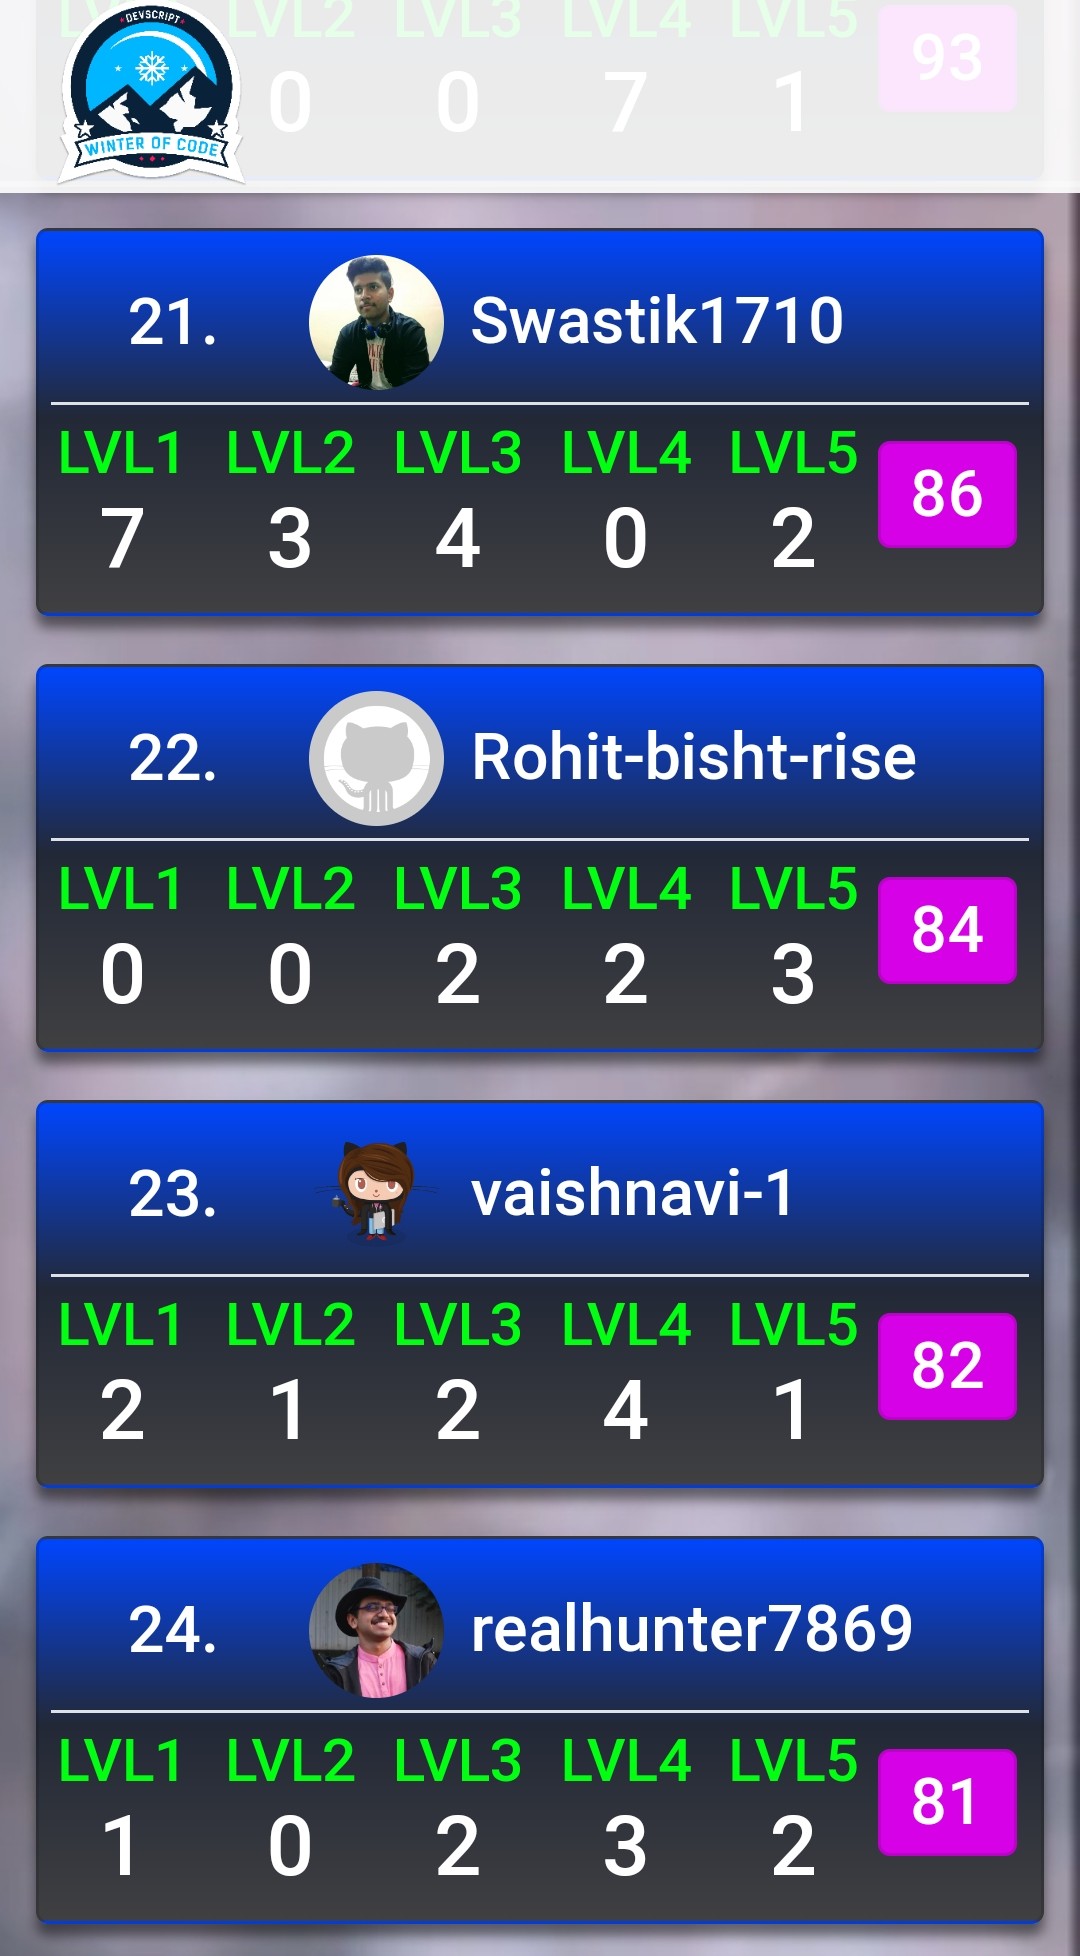 LVL2 LVL3 LVL4 LVL5 93
0 0 7 1
DEVSCRIPT
WINTER OF CODE
21. Swastik1710
LVL1 LVL2 LVL3 LVL4 LVL5 86
7 3 4 0 2
22. Rohit-bisht-rise
LVL1 LVL2 LVL3 LVL4 LVL5 84
0 0 2 2 3
23. vaishnavi-1
LVL1 LVL2 LVL3 LVL4 LVL5 82
2 1 2 4 1
24. realhunter7869
LVL1 LVL2 LVL3 LVL4 LVL5 81
1 0 2 3 2